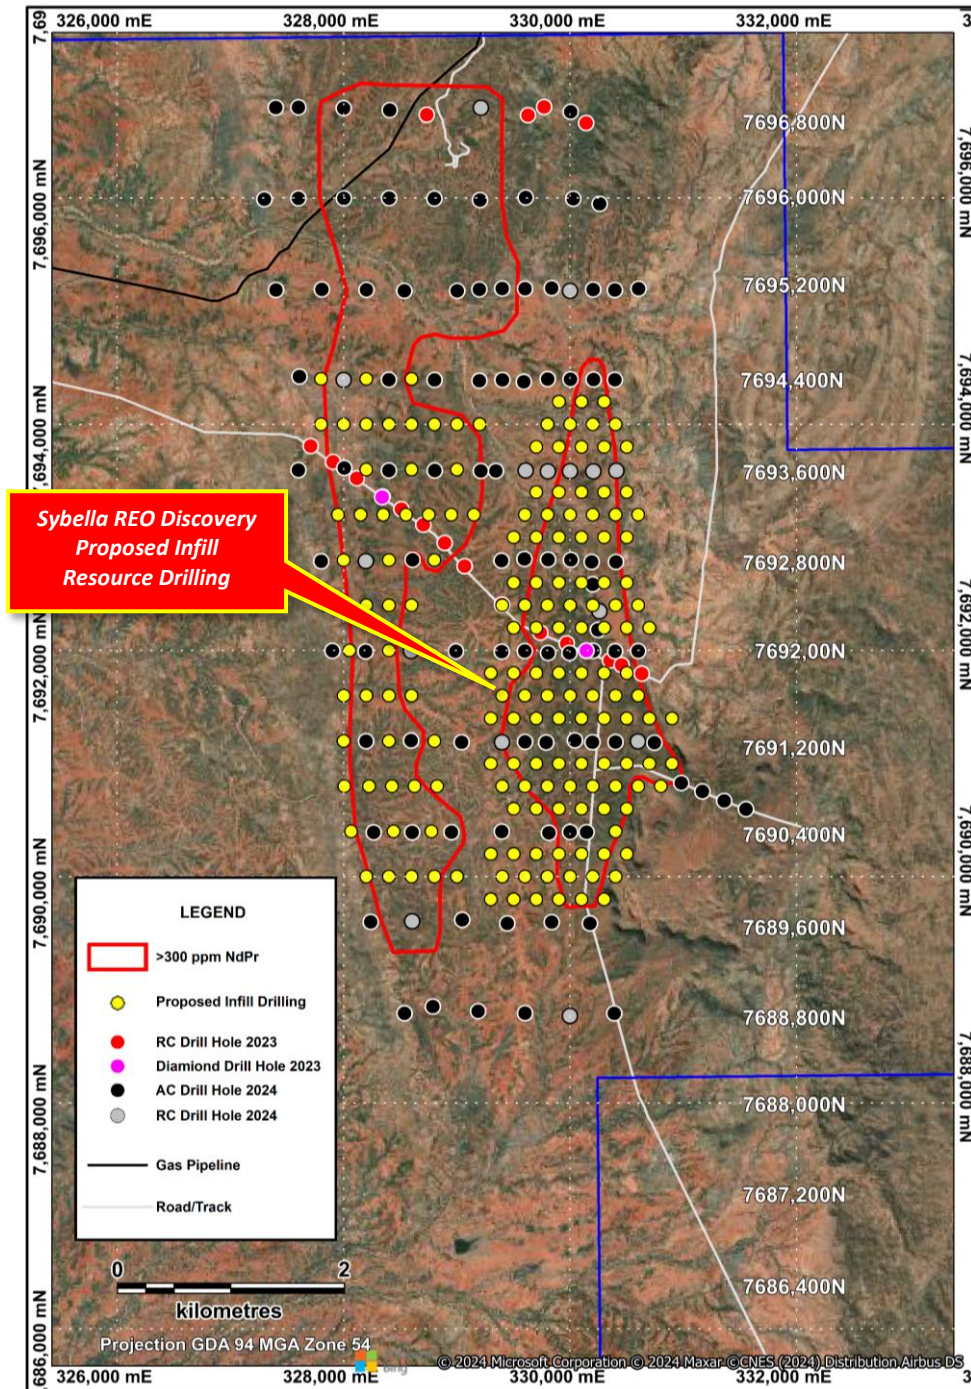 326,000 mE
328,000 mE
330,000 mE
332,000 mE
3
7,69
7,696,000 mN
7,694,000 mN
7,692,000 mN
7,690,000 mN
7,688,000 mN
7,686,000 mN
7696,800N
7696,000N
7695,200N
7694,400N
7693,600N
7692,800N
7692,00N
7691,200N
7690,400N
7689,600N
7688,800N
7688,000N
7687,200N
7686,400N
N
7,696,000 mN
7,694,000 mN
7,692,000 mN
7,690,000 mN
7,688,000 mN
Sybella REO Discovery
Proposed Infill
Resource Drilling
LEGEND
>300 ppm NdPr
Proposed Infill Drilling
RC Drill Hole 2023
Diamiond Drill Hole 2023
AC Drill Hole 2024
RC Drill Hole 2024
Gas Pipeline
Road/Track
0 2
kilometres
Projection GDA 94 MGA Zone 54
Bing
© 2024 Microsoft Corporation © 2024 Maxar ©CNES (2024) Distribution Airbus DS
326,000 mE
328,000 mE
330,000 mE
332,000 mE
3